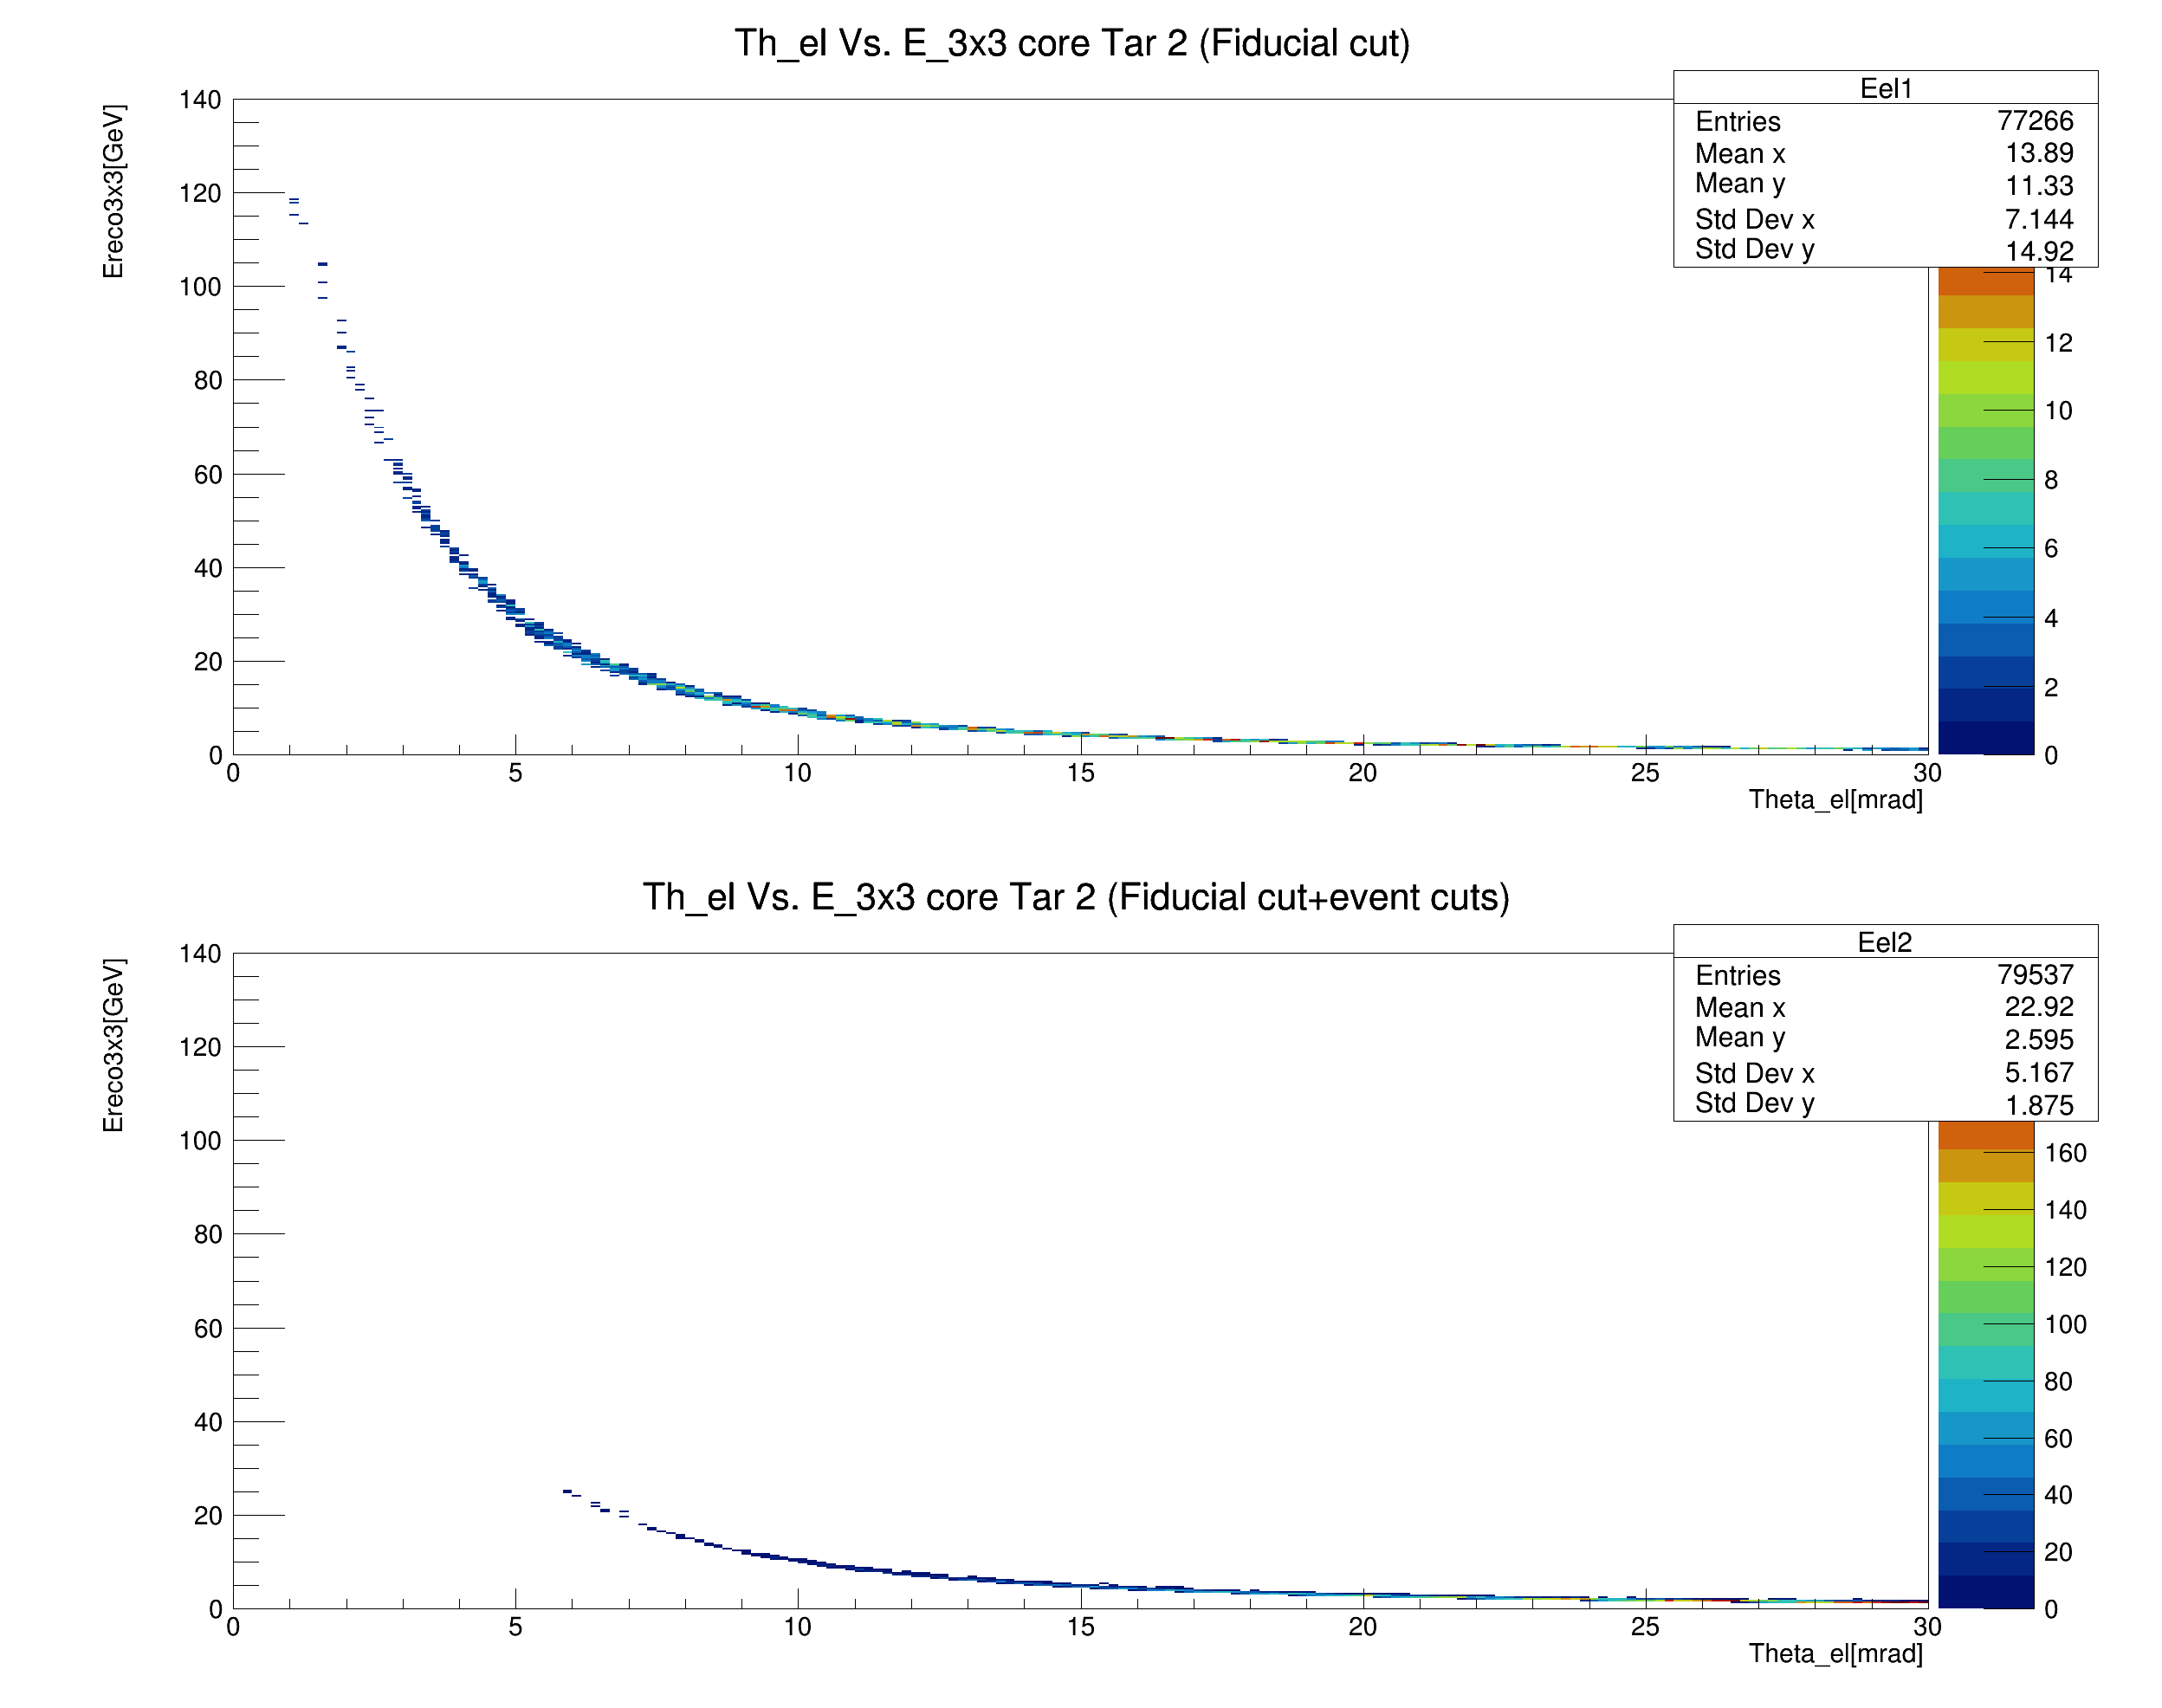 Th_el Vs. E_3x3 core Tar 2 (Fiducial cut)
Ereco3x3[GeV]
140
120
100
80
60
40
20
0
0 5 10 15 20 25 30
Theta_el[mrad]
Eel1
Entries 77266
Mean x 13.89
Mean y 11.33
Std Dev x 7.144
Std Dev y 14.92
14
12
10
8
6
4
2
0
Th_el Vs. E_3x3 core Tar 2 (Fiducial cut+event cuts)
Ereco3x3[GeV]
140
120
100
80
60
40
20
0
0 5 10 15 20 25 30
Theta_el[mrad]
Eel2
Entries 79537
Mean x 22.92
Mean y 2.595
Std Dev x 5.167
Std Dev y 1.875
160
140
120
100
80
60
40
20
0